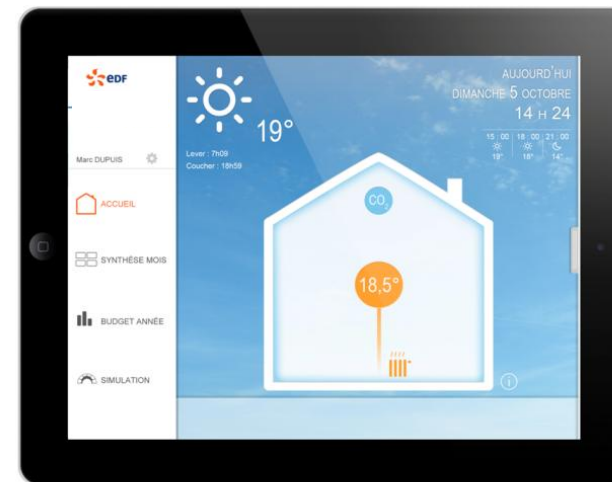 edf
Marc DUPUIS
ACCUEIL
SYNTHÈSE MOIS
BUDGET ANNÉE
SIMULATION
19°
Lever : 7h09
Coucher : 18h59
AUJOURD'HUI
DIMANCHE 5 OCTOBRE
14 H 24
15 : 00 18 : 00 21 : 00
19° 16° 14°
CO2
18,5°
i